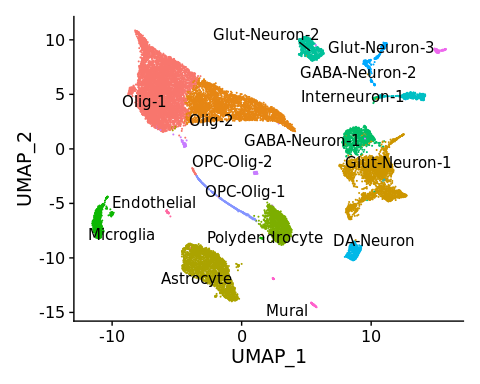 Glut-Neuron-2
10
Glut-Neuron-3
GABA-Neuron-2
5
Olig-1
Interneuron-1
Olig-2
GABA-Neuron-1
0
OPC-Olig-2
Glut-Neuron-1
UMAP_2
OPC-Olig-1
-5
Endothelial
Microglia
Polydendrocyte
DA-Neuron
-10
Astrocyte
Mural
-15
-10
0
10
UMAP_1